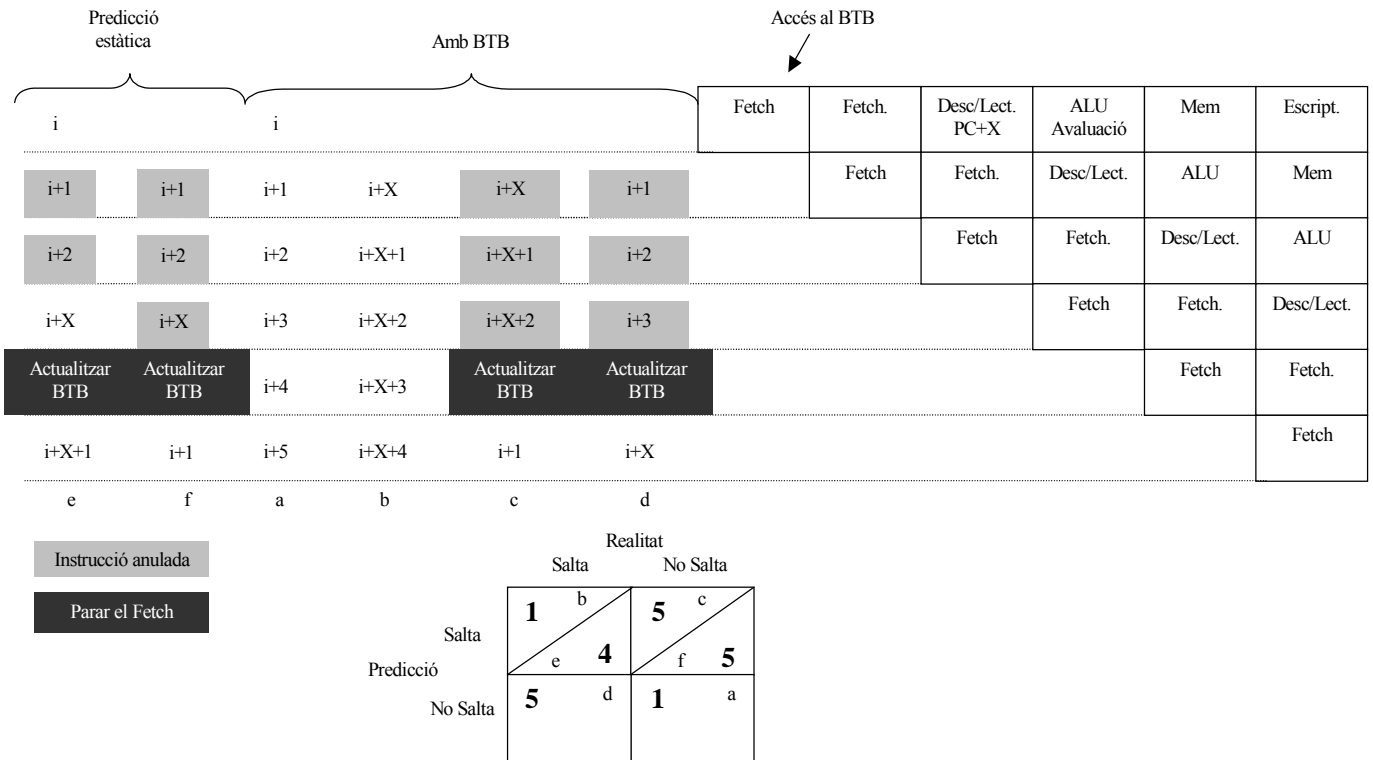 Predicció
estàtica
Amb BTB
Accés al BTB
i i Fetch Fetch. Desc/Lect. PC+X ALU Avaluació Mem Escript.
i+1 i+1 i+1 i+X i+X i+1 Fetch Fetch. Desc/Lect. ALU Mem
i+2 i+2 i+2 i+X+1 i+X+1 i+2 Fetch Fetch. Desc/Lect. ALU
i+X i+X i+3 i+X+2 i+X+2 i+3 Fetch Fetch. Desc/Lect.
Actualitzar BTB Actualitzar BTB i+4 i+X+3 Actualitzar BTB Actualitzar BTB Fetch Fetch.
i+X+1 i+1 i+5 i+X+4 i+1 i+X Fetch
e f a b c d
Instrucció anulada
Parar el Fetch
Realitat
Salta No Salta
1 b 5 c
Salta
e 4 f 5
Predicció
No Salta 5 d 1 a